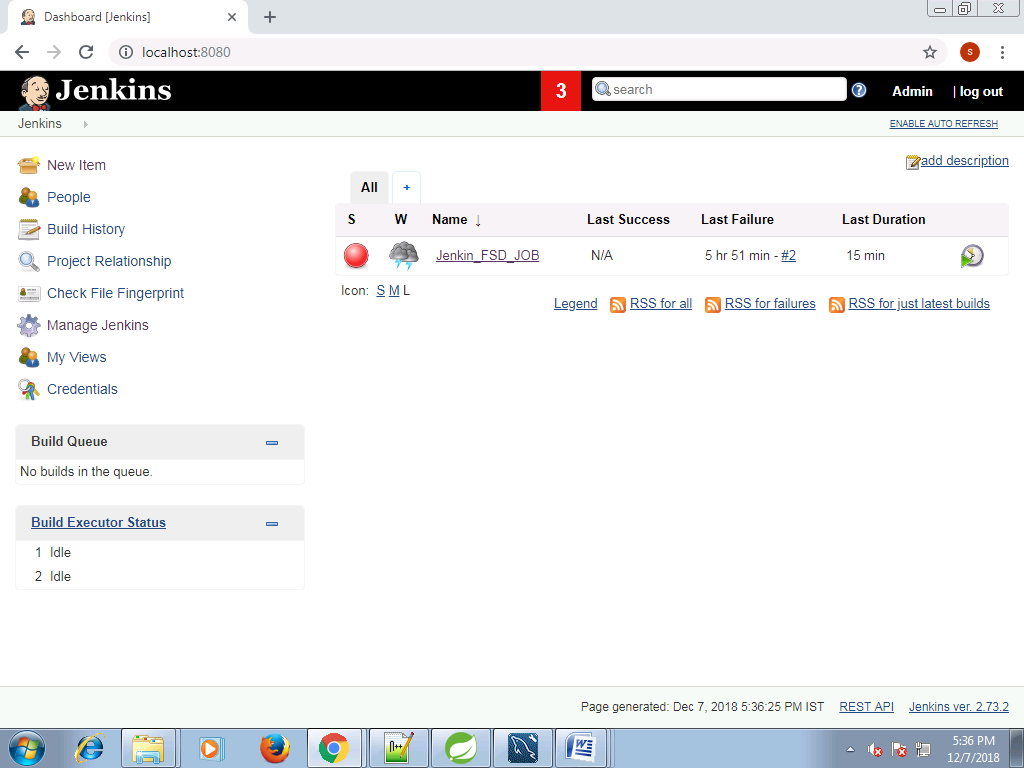 Dashboard [Jenkins]
localhost:8080
S
Jenkins
3
search
Admin
| log out
Jenkins
ENABLE AUTO REFRESH
New Item
People
Build History
Project Relationship
Check File Fingerprint
Manage Jenkins
My Views
Credentials
Build Queue
No builds in the queue.
Build Executor Status
1 Idle
2 Idle
add description
All +
S W Name ↓ Last Success Last Failure Last Duration
Jenkin_FSD_JOB N/A 5 hr 51 min - #2 15 min
Icon: S M L
Legend RSS for all RSS for failures RSS for just latest builds
Page generated: Dec 7, 2018 5:36:25 PM IST REST API Jenkins ver. 2.73.2
5:36 PM
12/7/2018